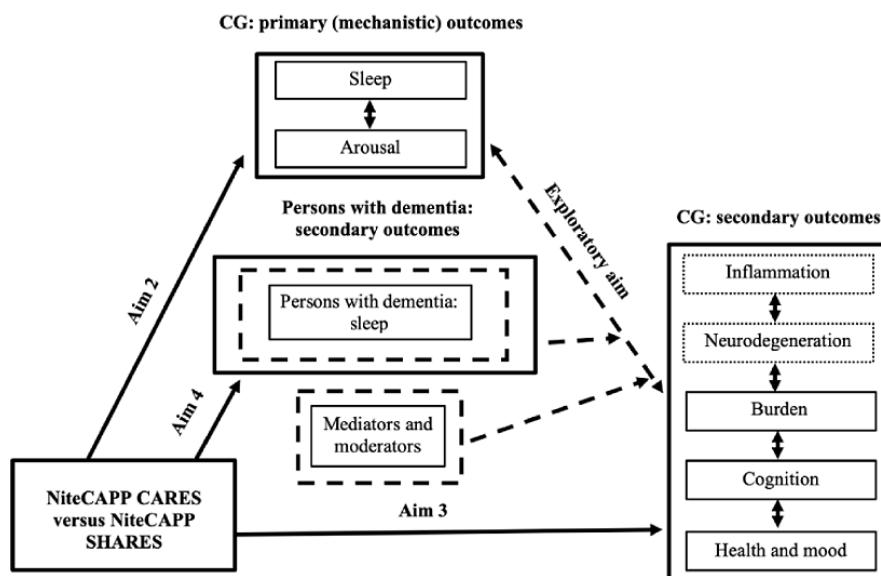 CG: primary (mechanistic) outcomes
Sleep
Arousal
Persons with dementia:
secondary outcomes
Exploratory aim
CG: secondary outcomes
Aim 2
Persons with dementia:
sleep
Inflammation
Neurodegeneration
Aim 4
Mediators and
moderators
Burden
Cognition
NiteCAPP CARES
versus NiteCAPP
SHARES
Aim 3
Health and mood